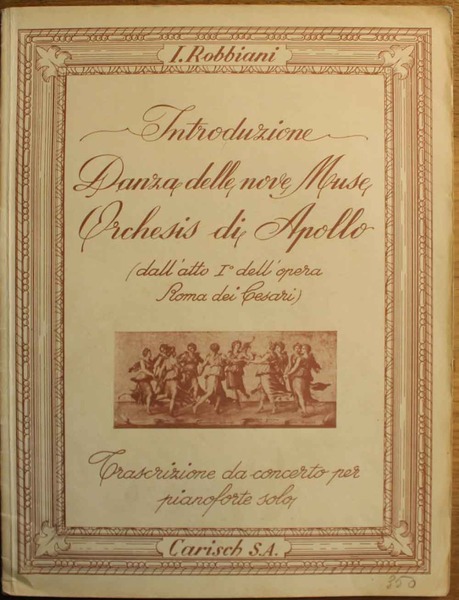 I. Robbiani
Introduzione
Danza delle nove Muse
Orchesis di Apollo
(dall'atto I° dell'opera
Roma dei Cesari)
Trascrizione da concerto per
pianoforte solo
Carisch S.A.
350